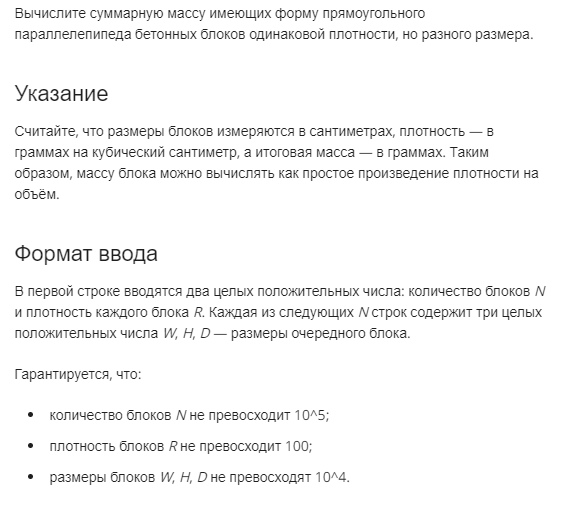 Вычислите суммарную массу имеющих форму прямоугольного
параллелепипеда бетонных блоков одинаковой плотности, но разного размера.
Указание
Считайте, что размеры блоков измеряются в сантиметрах, плотность — в
граммах на кубический сантиметр, а итоговая масса — в граммах. Таким
образом, массу блока можно вычислять как простое произведение плотности на
объём.
Формат ввода
В первой строке вводятся два целых положительных числа: количество блоков N
и плотность каждого блока R. Каждая из следующих N строк содержит три целых
положительных числа W, H, D — размеры очередного блока.
Гарантируется, что:
• количество блоков N не превосходит 10^5;
• плотность блоков R не превосходит 100;
• размеры блоков W, H, D не превосходят 10^4.